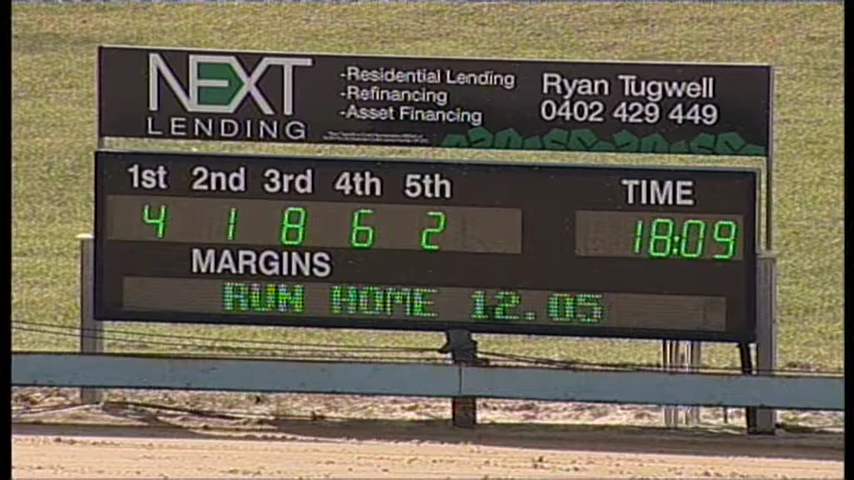 NEXT
LENDING
-Residential Lending
-Refinancing
-Asset Financing
Ryan Tugwell
0402 429 449
1st 2nd 3rd 4th 5th TIME
4 1 8 6 2 18:09
MARGINS
RUN HOME 12.05